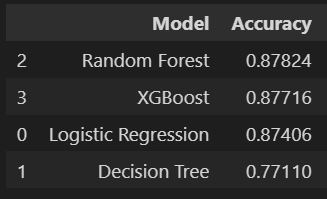 Model Accuracy
2 Random Forest 0.87824
3 XGBoost 0.87716
0 Logistic Regression 0.87406
1 Decision Tree 0.77110